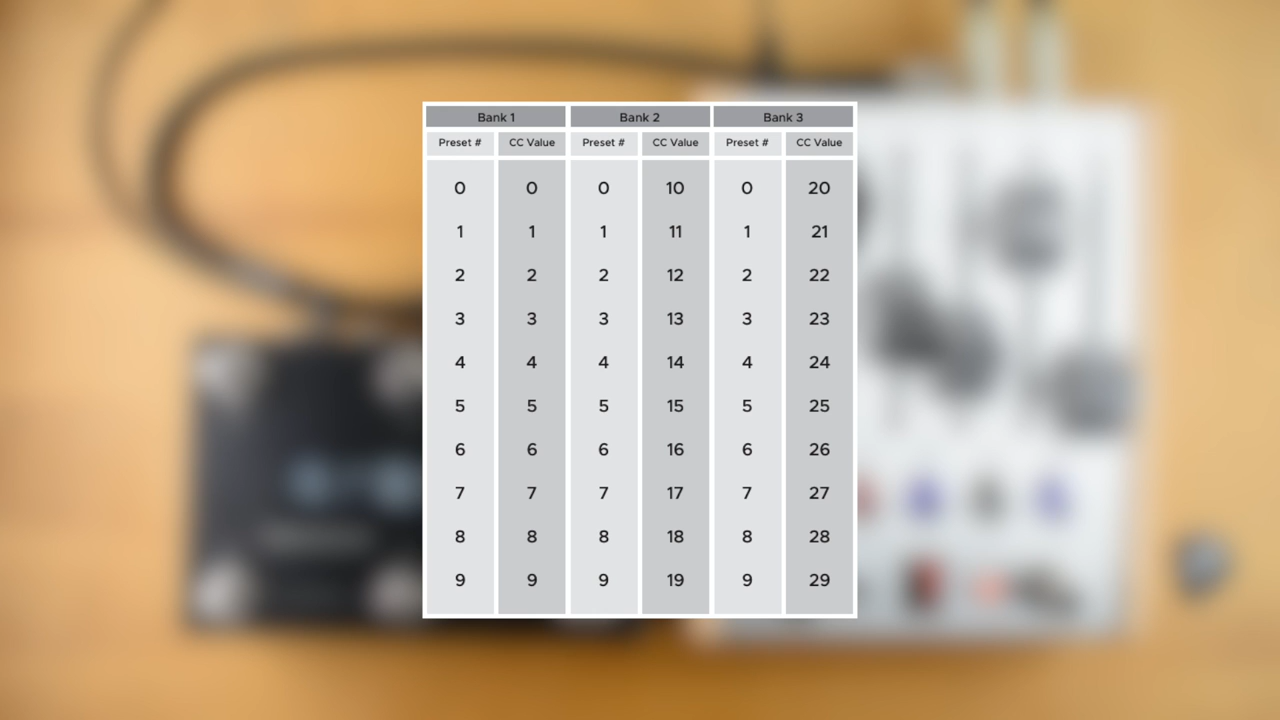 Bank 1 Bank 2 Bank 3
Preset # CC Value Preset # CC Value Preset # CC Value
0 0 0 10 0 20
1 1 1 11 1 21
2 2 2 12 2 22
3 3 3 13 3 23
4 4 4 14 4 24
5 5 5 15 5 25
6 6 6 16 6 26
7 7 7 17 7 27
8 8 8 18 8 28
9 9 9 19 9 29